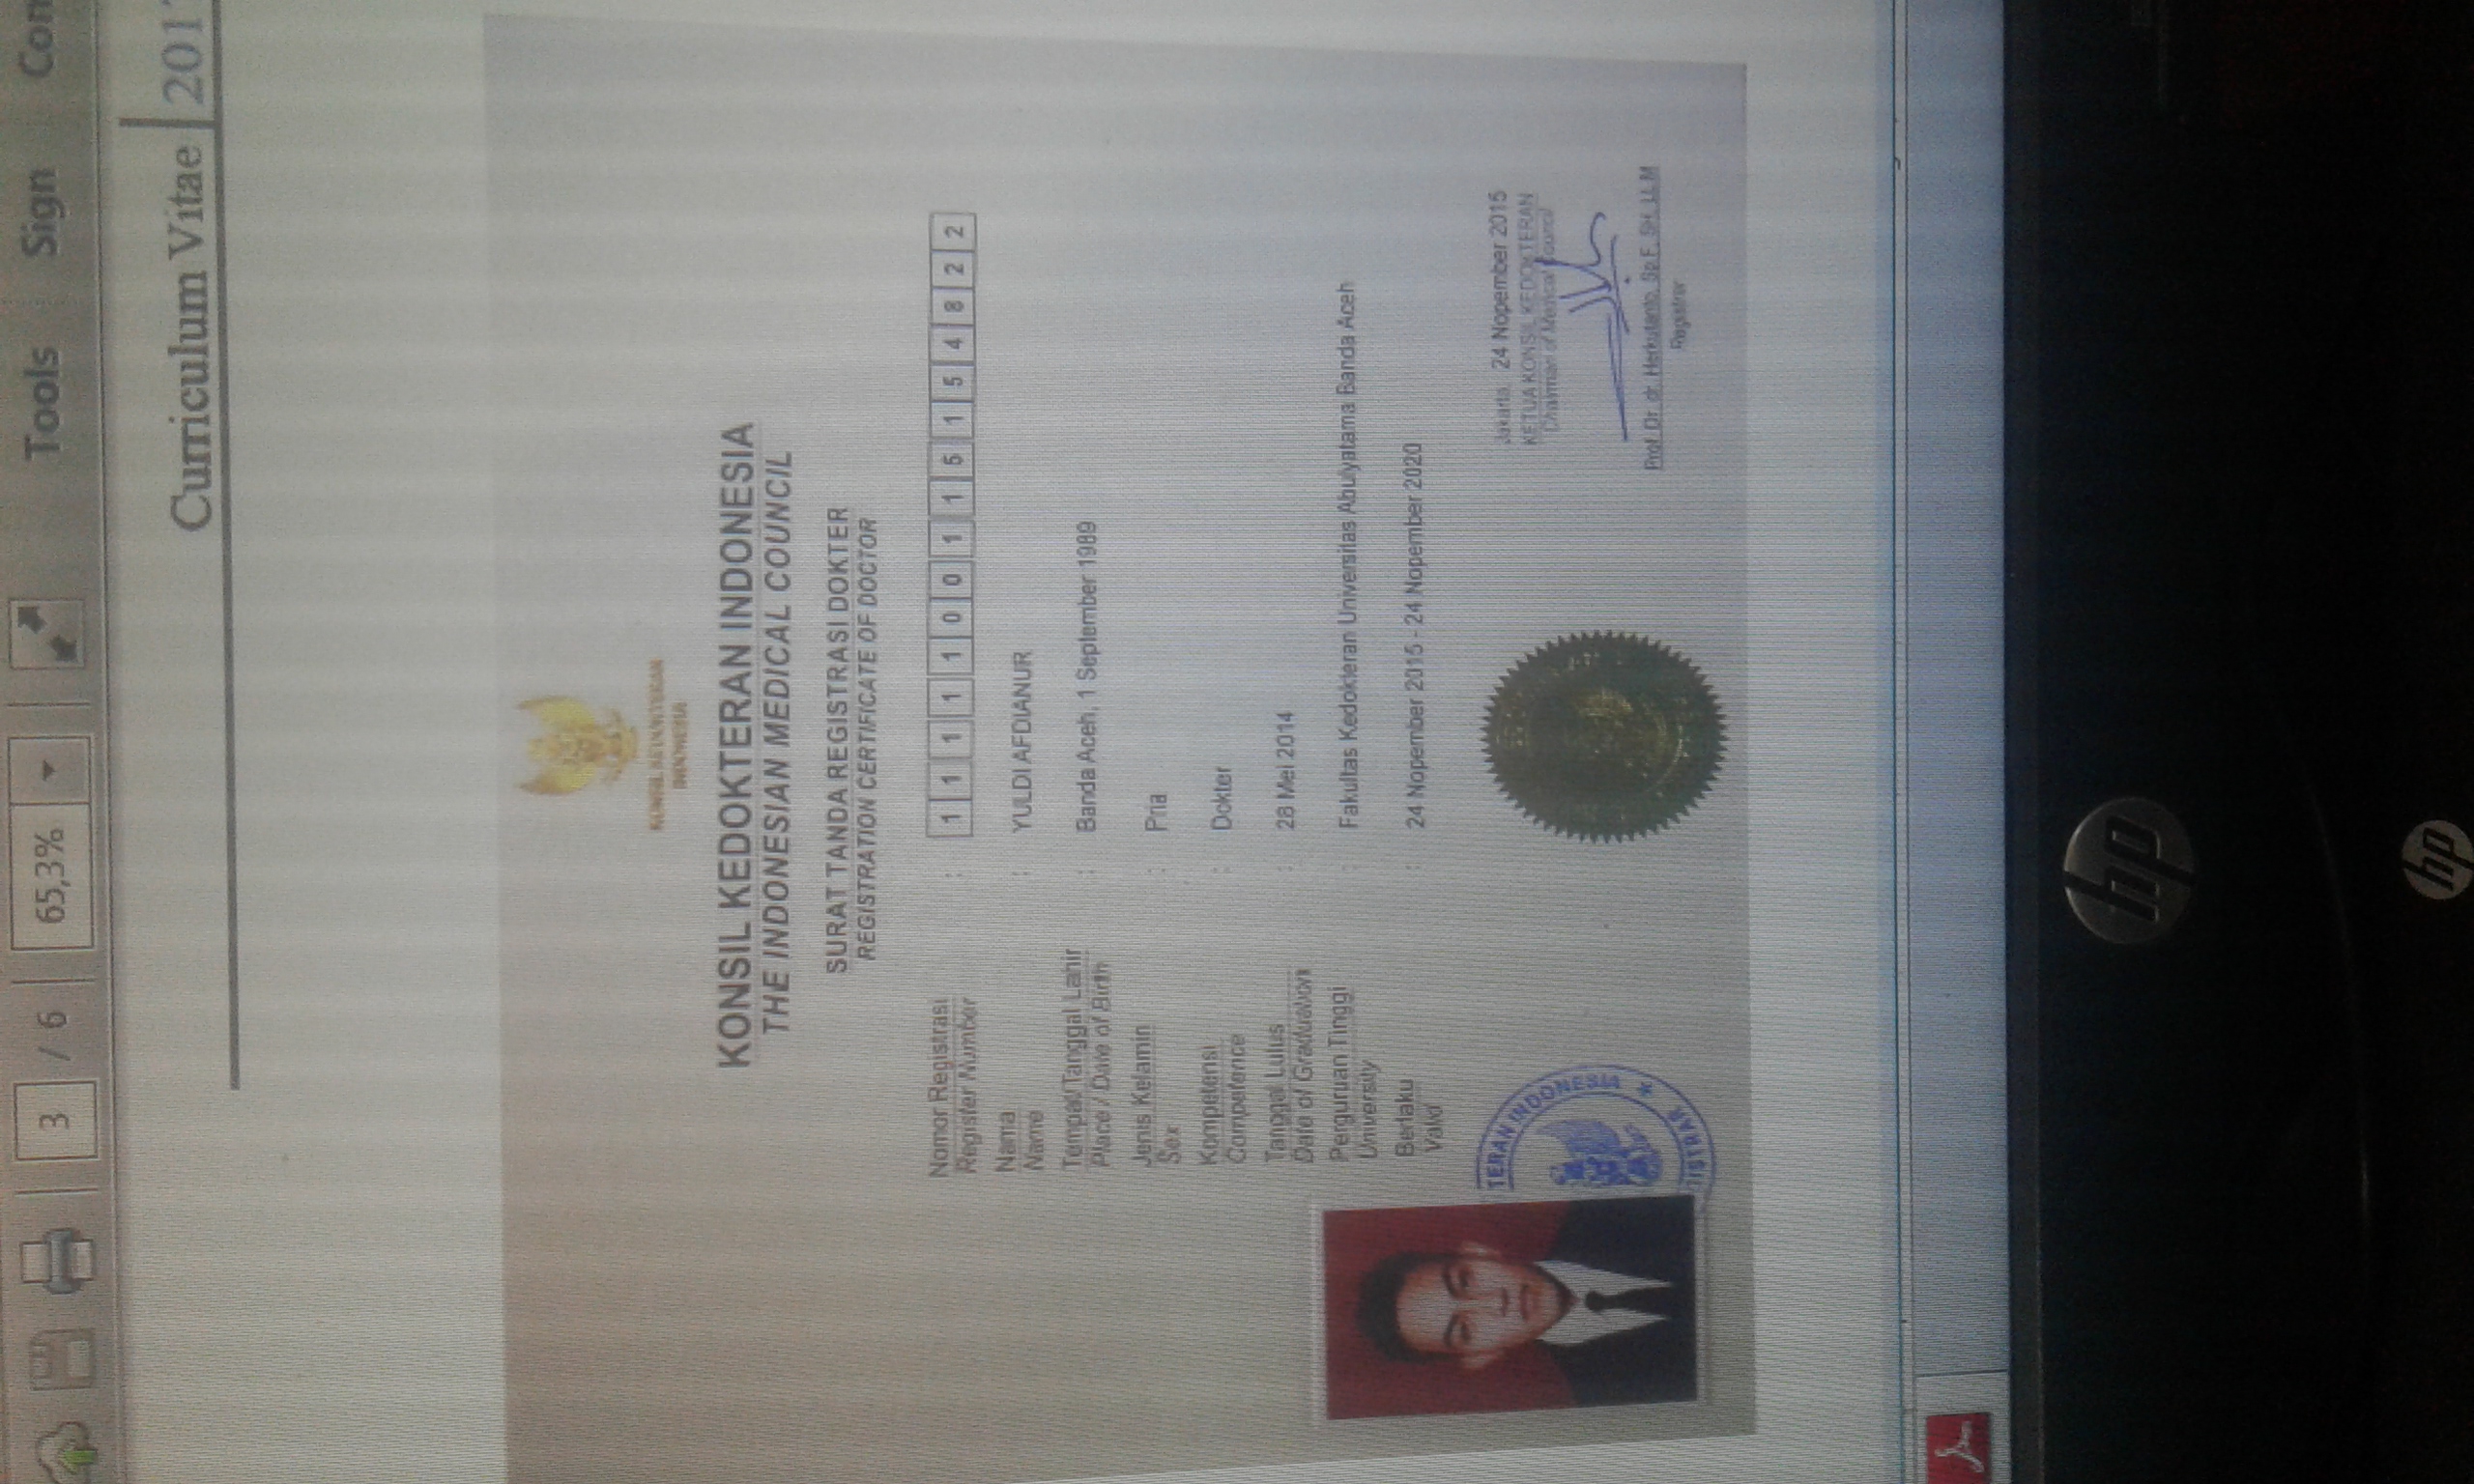 3 / 6 65,3% Tools Sign
Curriculum Vitae 201
KONSIL KEDOKTERAN
INDONESIA
KONSIL KEDOKTERAN INDONESIA
THE INDONESIAN MEDICAL COUNCIL
SURAT TANDA REGISTRASI DOKTER
REGISTRATION CERTIFICATE OF DOCTOR
Nomor Registrasi : 1 1 1 1 1 0 0 1 1 5 1 5 4 8 2 2
Register Number
Nama : YULDI AFDIANUR
Name
Tempat/Tanggal Lahir : Banda Aceh, 1 September 1989
Place / Date of Birth
Jenis Kelamin : Pria
Sex
Kompetensi : Dokter
Competence
Tanggal Lulus : 28 Mei 2014
Date of Graduation
Perguruan Tinggi : Fakultas Kedokteran Universitas Abulyatama Banda Aceh
University
Berlaku : 24 Nopember 2015 - 24 Nopember 2020
Valid
TERAN INDONESIA
ISTRAR
Jakarta, 24 Nopember 2015
KETUA KONSIL KEDOKTERAN
Chairman of Medical Council
Prof. Dr. dr. Herkutanto, Sp.F, SH, LL.M
Registrar
hp
hp